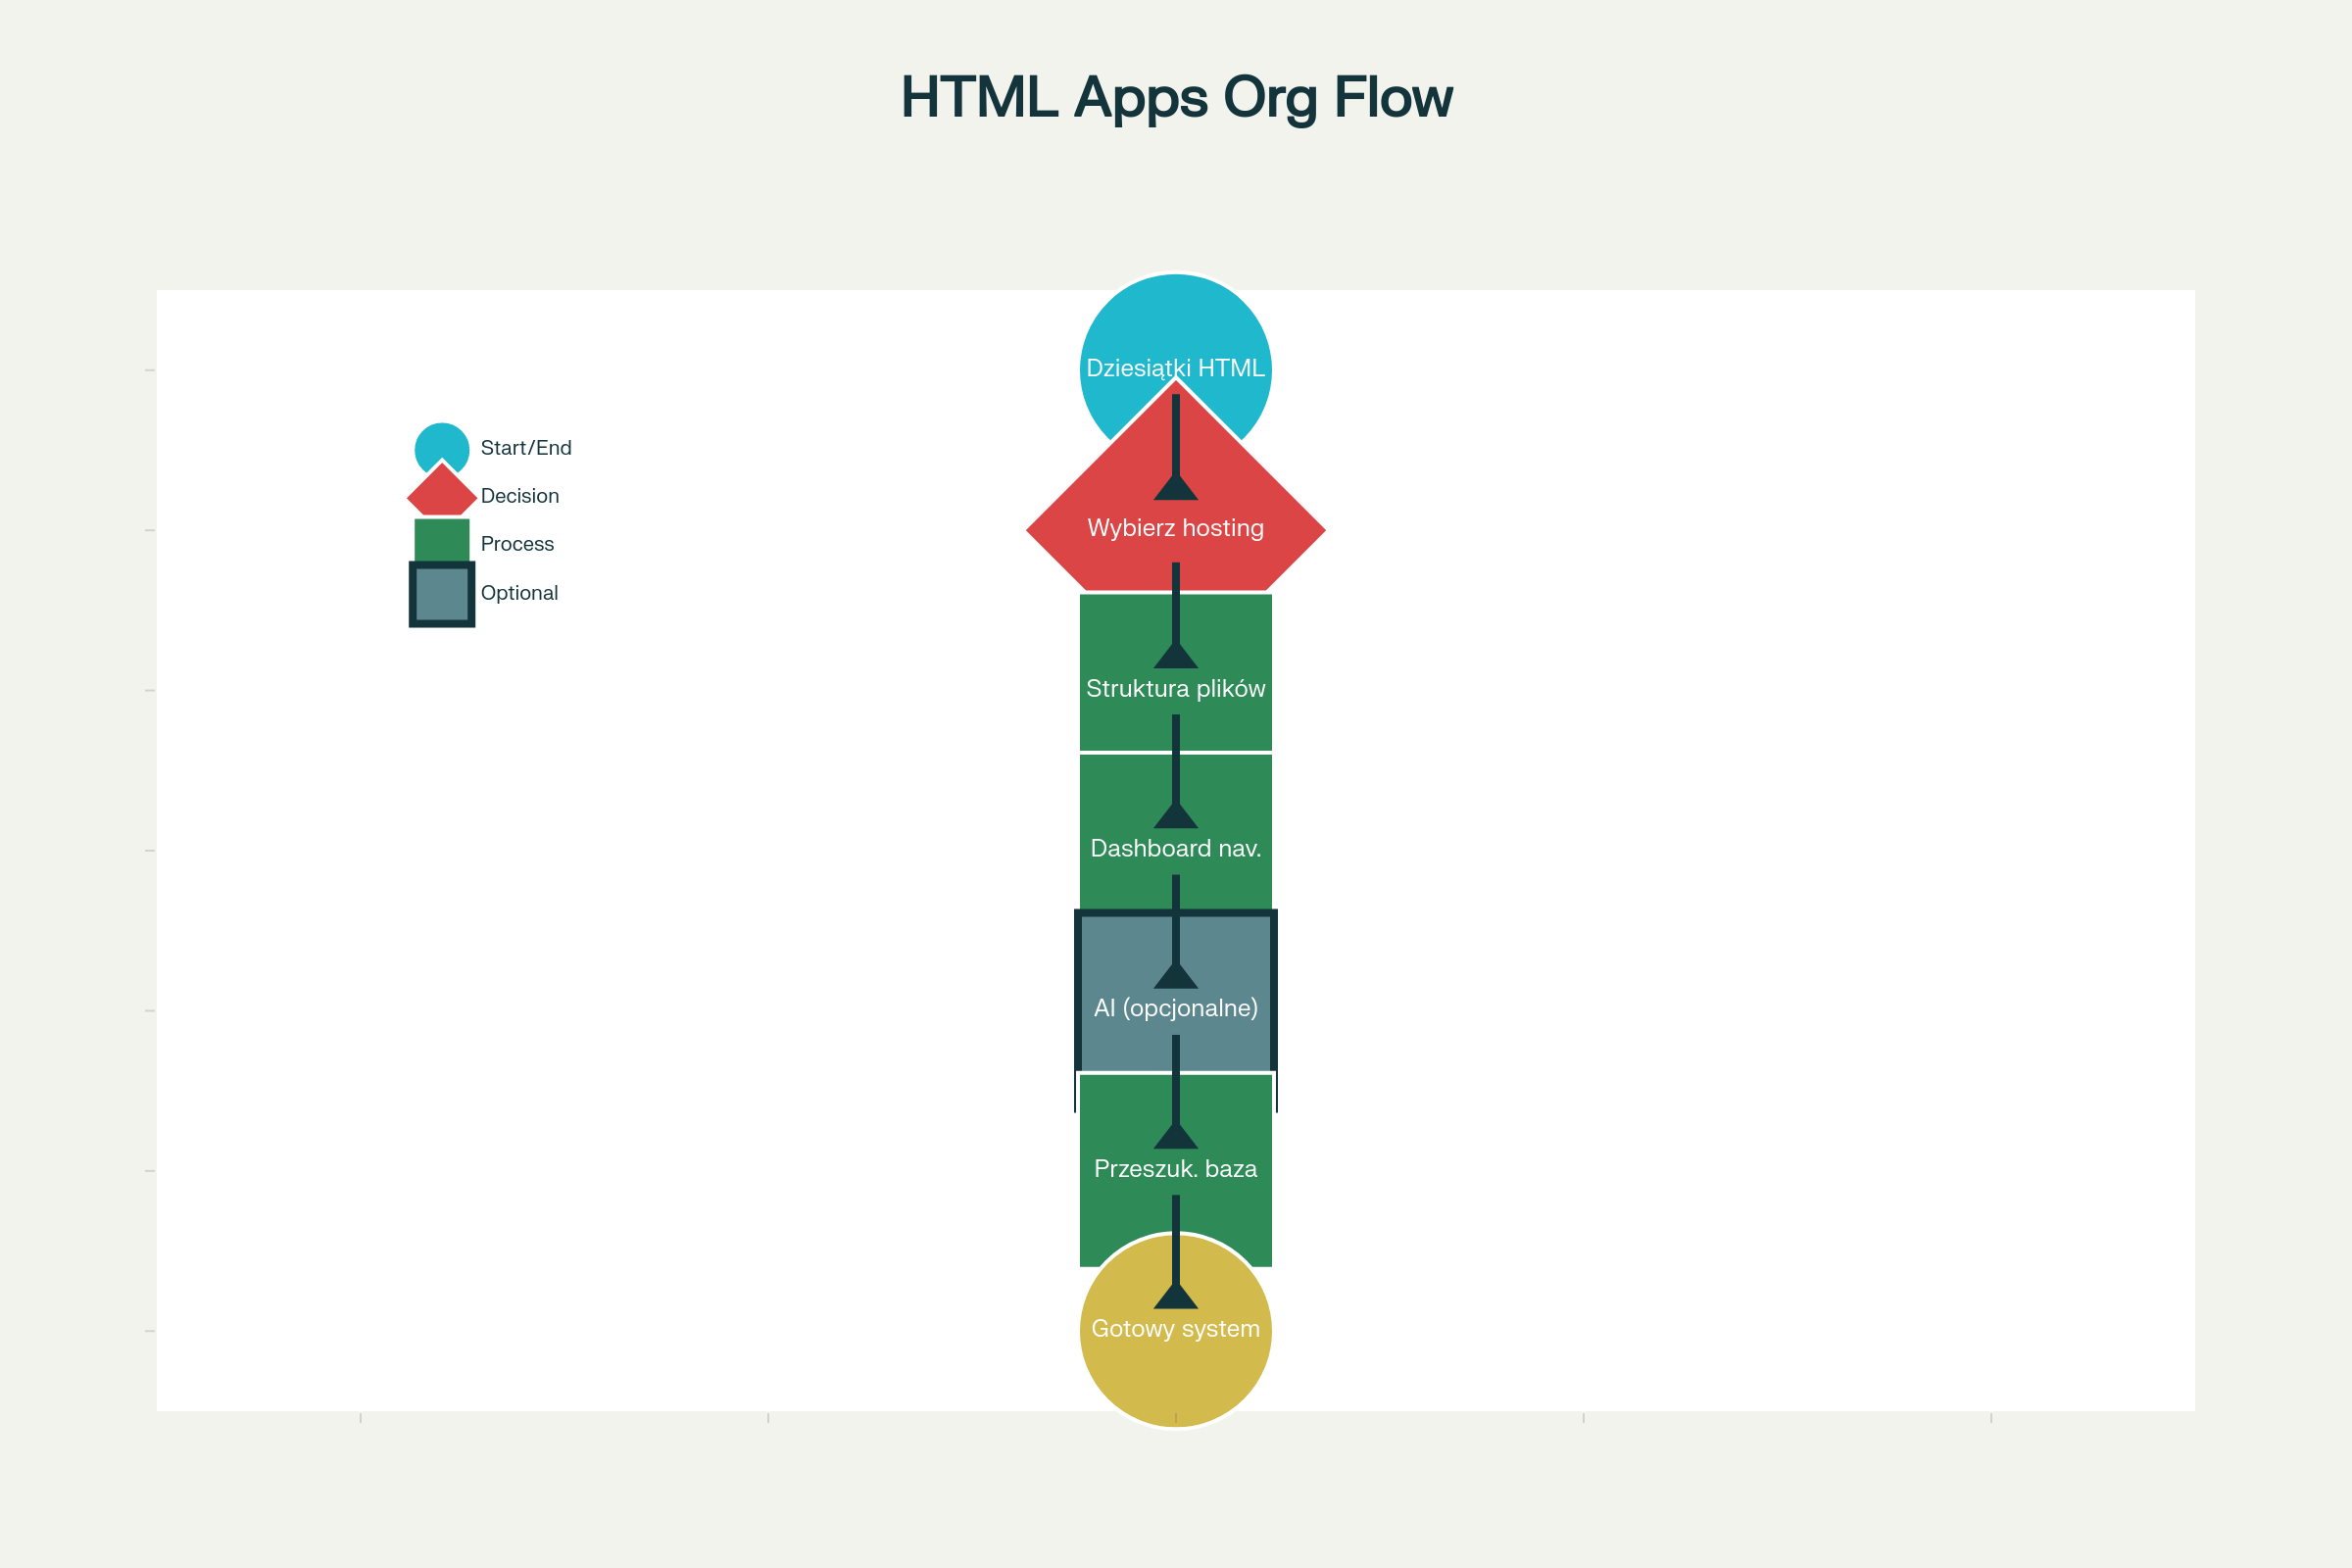 HTML Apps Org Flow
Dziesiątki HTML
Start/End
Decision
Wybierz hosting
Process
Optional
Struktura plików
Dashboard nav.
AI (opcjonalne)
Przeszuk. baza
Gotowy system